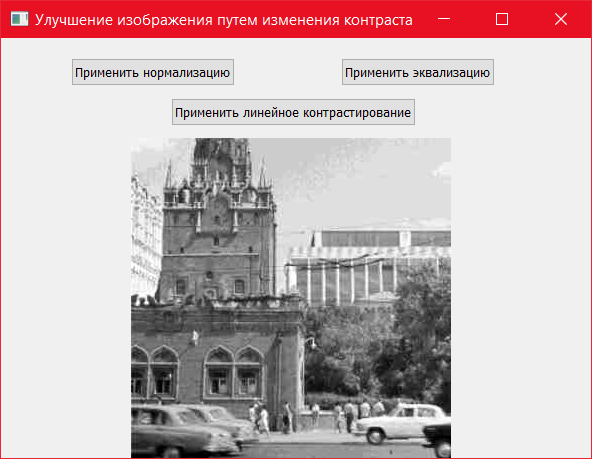 Улучшение изображения путем изменения контраста
Применить нормализацию
Применить эквализацию
Применить линейное контрастирование